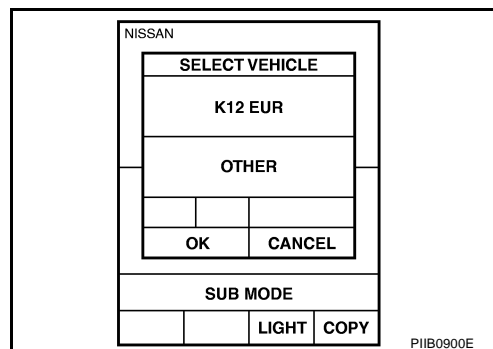 NISSAN
SELECT VEHICLE
K12 EUR
OTHER
OK CANCEL
SUB MODE
LIGHT COPY
PIIB0900E